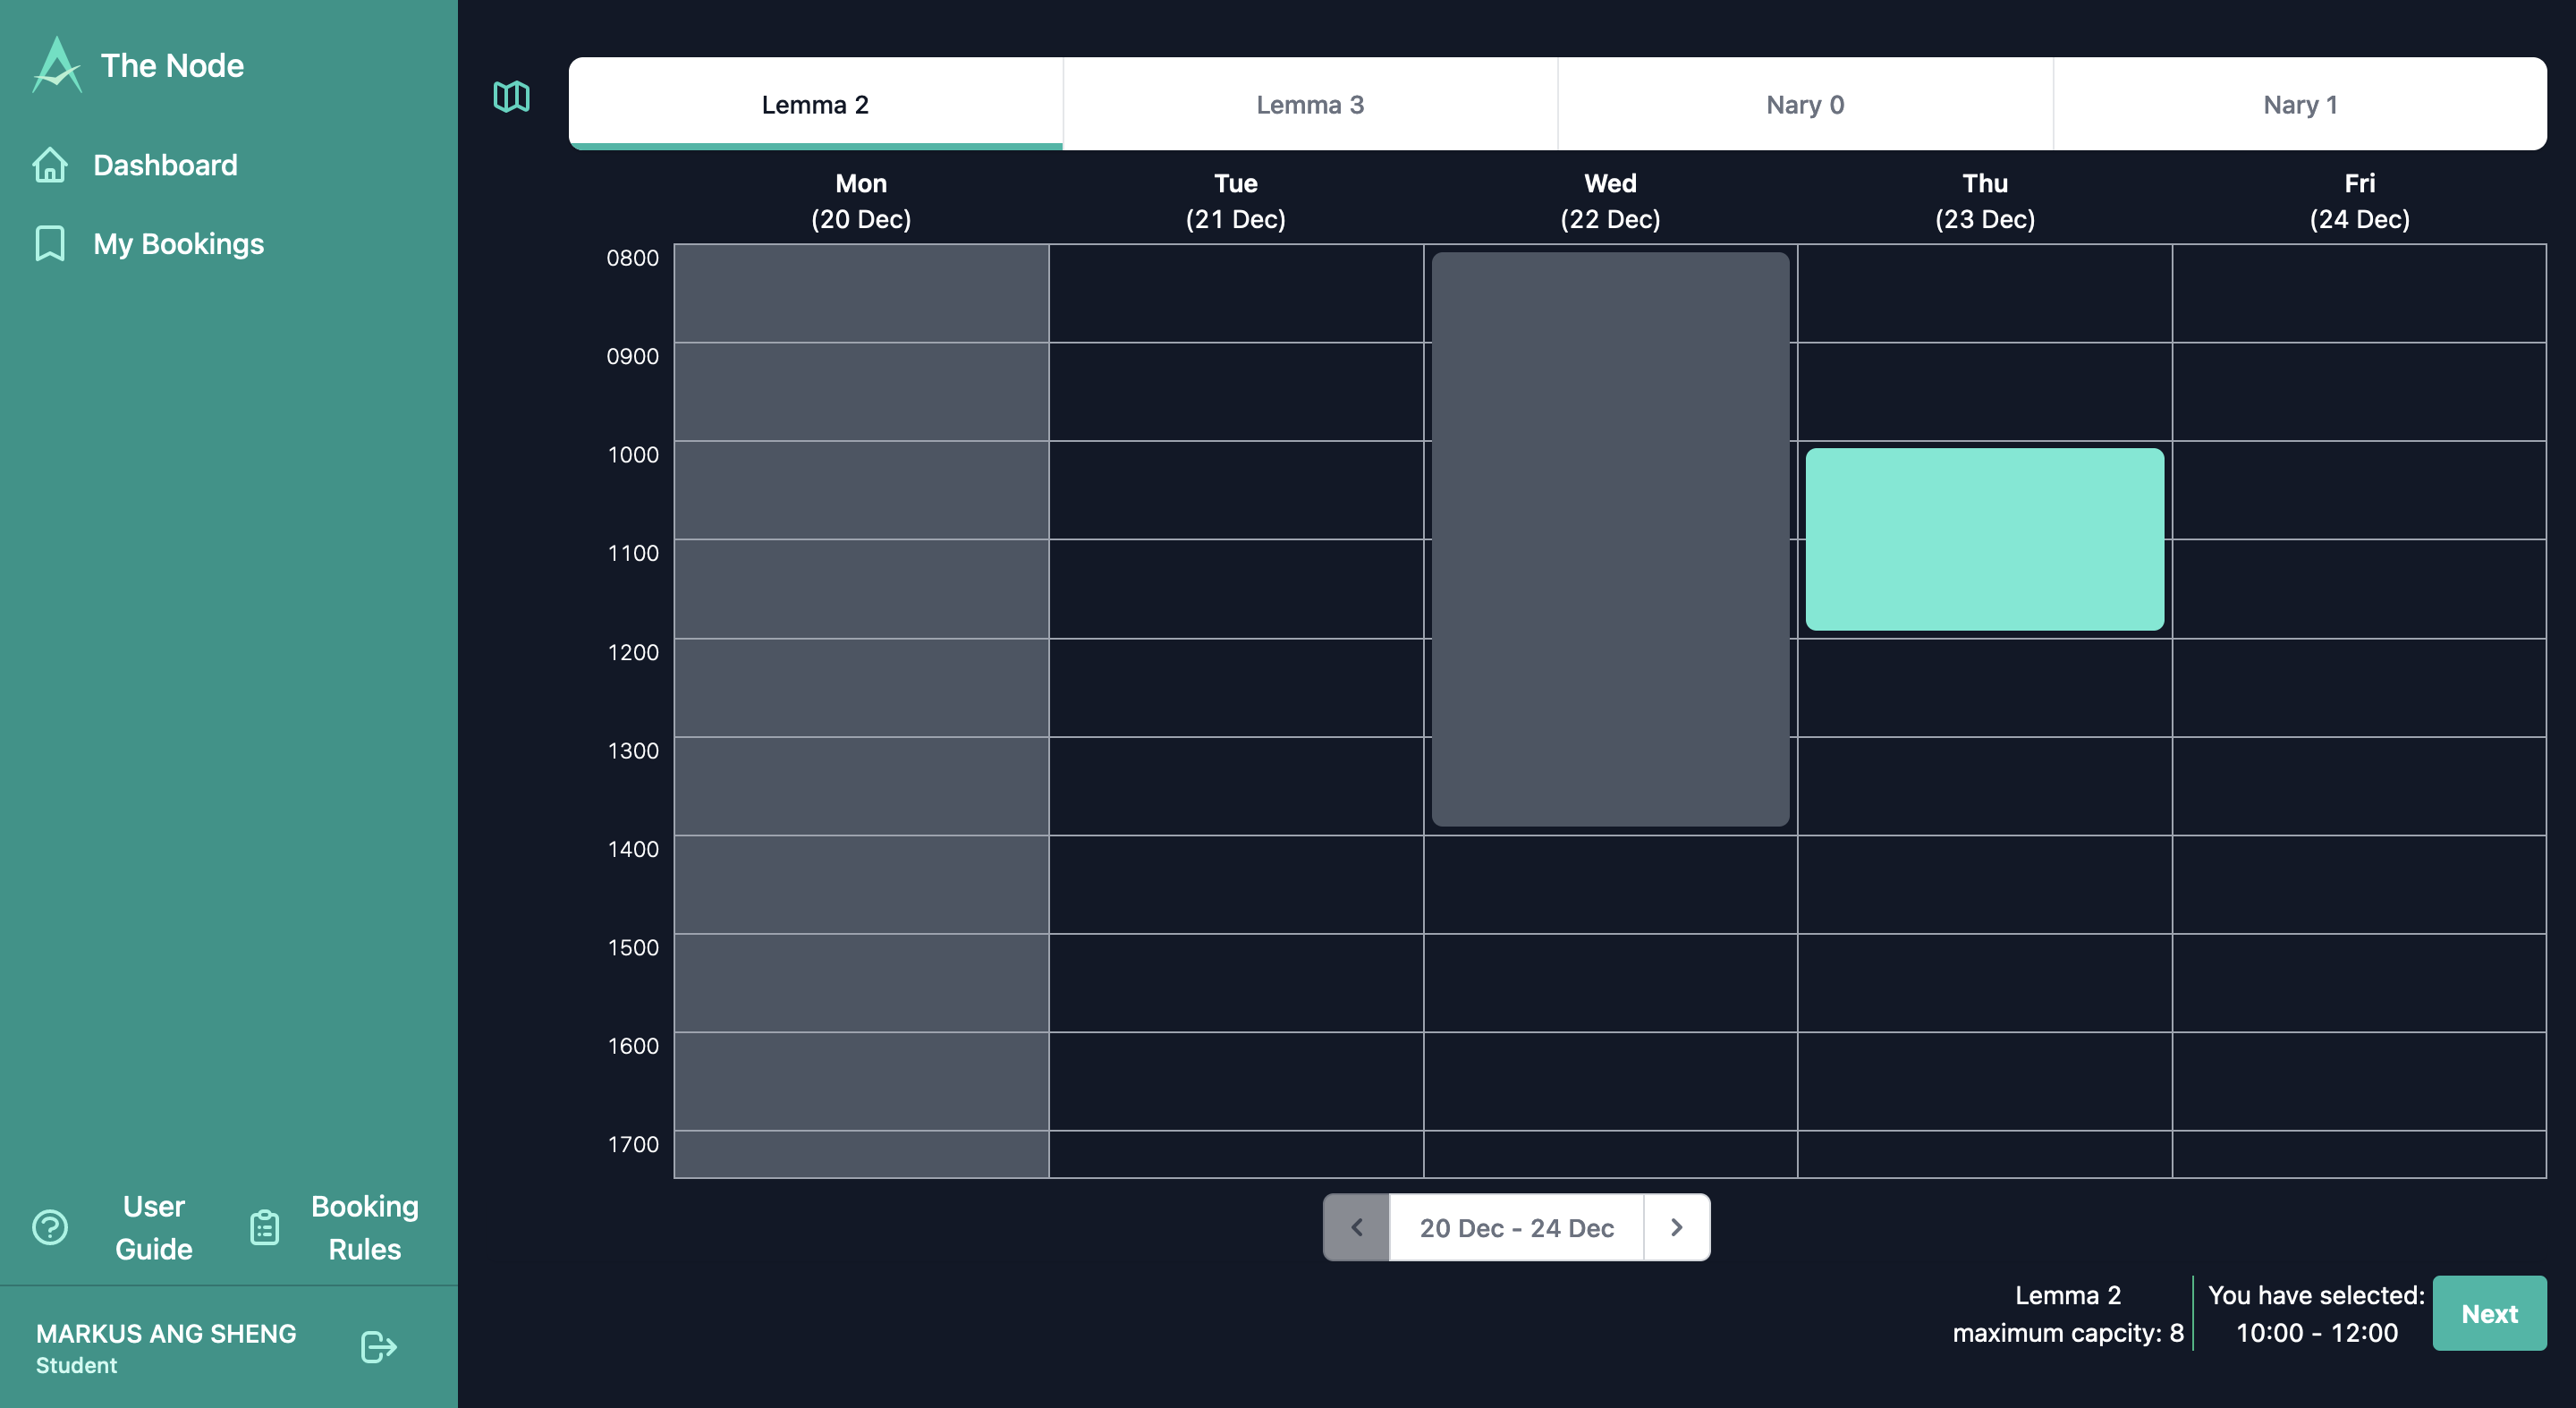 The Node
Dashboard
My Bookings
User
Guide
Booking
Rules
MARKUS ANG SHENG
Student
Lemma 2
Lemma 3
Nary 0
Nary 1
Mon
(20 Dec)
Tue
(21 Dec)
Wed
(22 Dec)
Thu
(23 Dec)
Fri
(24 Dec)
0800
0900
1000
1100
1200
1300
1400
1500
1600
1700
20 Dec - 24 Dec
Lemma 2
maximum capcity: 8
You have selected:
10:00 - 12:00
Next